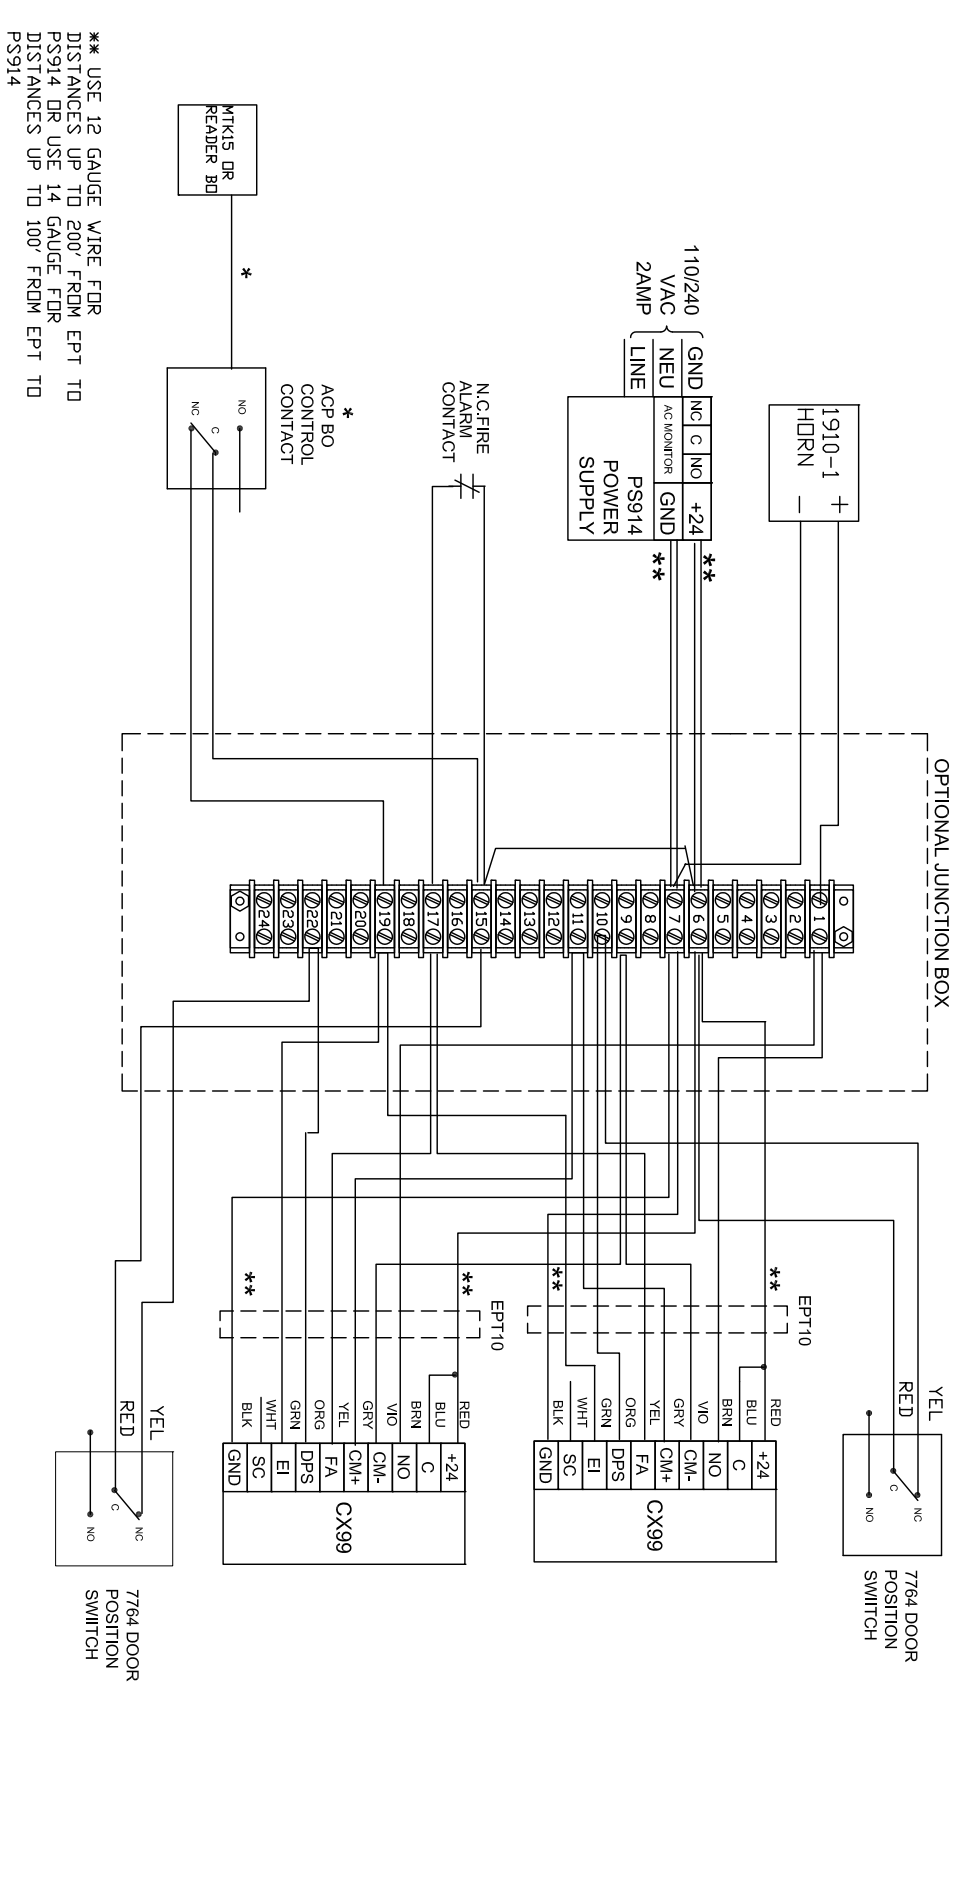 OPTIONAL JUNCTION BOX
1910-1
HORN
+
-
110/240
VAC
2AMP
GND
NEU
LINE
NC
C
NO
+24
AC MONITOR
GND
PS914
POWER
SUPPLY
**
**
N.C.FIRE
ALARM
CONTACT
*
ACP BO
CONTROL
CONTACT
NO
C
NC
MTK15 OR
READER BO
*
** USE 12 GAUGE WIRE FOR
DISTANCES UP TO 200' FROM EPT TO
PS914 OR USE 14 GAUGE FOR
DISTANCES UP TO 100' FROM EPT TO
PS914
1
2
3
4
5
6
7
8
9
10
11
12
13
14
15
16
17
18
19
20
21
22
23
24
YEL
RED
NC
C
NO
7764 DOOR
POSITION
SWIITCH
EPT10
**
**
RED
BLU
BRN
VIO
GRY
YEL
ORG
GRN
WHT
BLK
+24
C
NO
CM-
CM+
FA
DPS
EI
SC
GND
CX99
EPT10
**
**
RED
BLU
BRN
VIO
GRY
YEL
ORG
GRN
WHT
BLK
+24
C
NO
CM-
CM+
FA
DPS
EI
SC
GND
CX99
YEL
RED
NC
C
NO
7764 DOOR
POSITION
SWIITCH